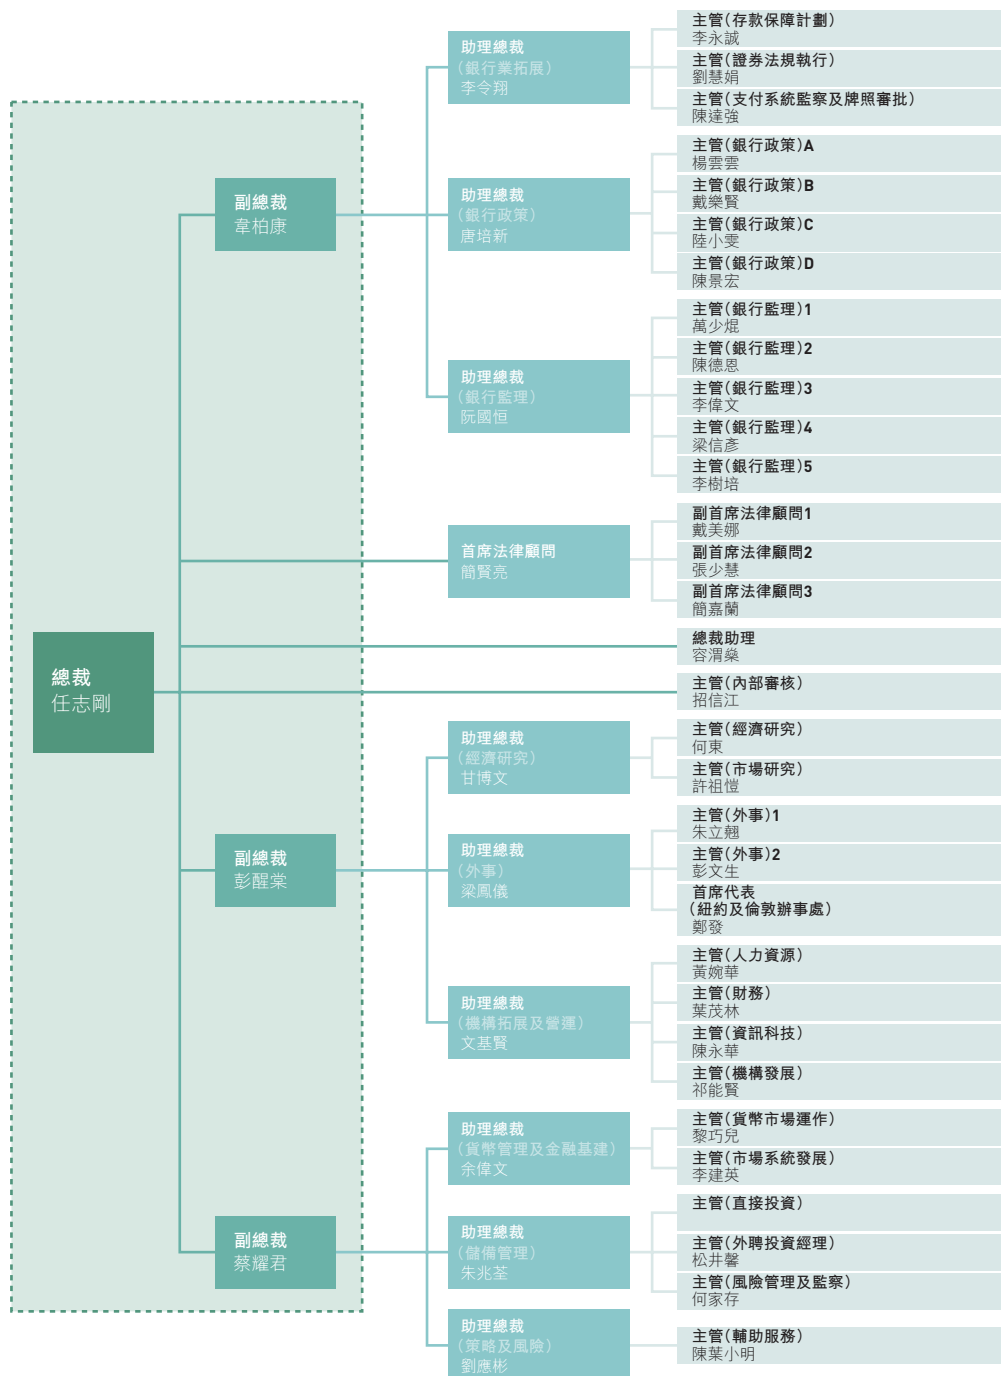 總裁
任志剛
副總裁
韋柏康
助理總裁
(銀行業拓展)
李令翔
主管(存款保障計劃)
李永誠
主管(證券法規執行)
劉慧娟
主管(支付系統監察及牌照審批)
陳達強
助理總裁
(銀行政策)
唐培新
主管(銀行政策)A
楊雲雲
主管(銀行政策)B
戴樂賢
主管(銀行政策)C
陸小雯
主管(銀行政策)D
陳景宏
助理總裁
(銀行監理)
阮國恒
主管(銀行監理)1
萬少焜
主管(銀行監理)2
陳德恩
主管(銀行監理)3
李偉文
主管(銀行監理)4
梁信彥
主管(銀行監理)5
李樹培
首席法律顧問
簡賢亮
副首席法律顧問1
戴美娜
副首席法律顧問2
張少慧
副首席法律顧問3
簡嘉蘭
總裁助理
容渭燊
主管(內部審核)
招信江
副總裁
彭醒棠
助理總裁
(經濟研究)
甘博文
主管(經濟研究)
何東
主管(市場研究)
許祖愷
助理總裁
(外事)
梁鳳儀
主管(外事)1
朱立翹
主管(外事)2
彭文生
首席代表
(紐約及倫敦辦事處)
鄭發
助理總裁
(機構拓展及營運)
文基賢
主管(人力資源)
黃婉華
主管(財務)
葉茂林
主管(資訊科技)
陳永華
主管(機構發展)
祁能賢
副總裁
蔡耀君
助理總裁
(貨幣管理及金融基建)
余偉文
主管(貨幣市場運作)
黎巧兒
主管(市場系統發展)
李建英
助理總裁
(儲備管理)
朱兆荃
主管(直接投資)
主管(外聘投資經理)
松井馨
主管(風險管理及監察)
何家存
助理總裁
(策略及風險)
劉應彬
主管(輔助服務)
陳葉小明